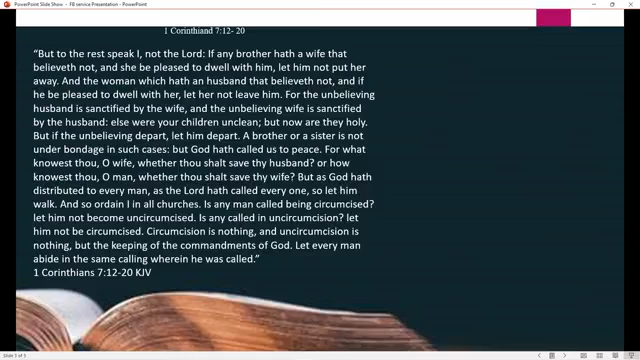 PowerPoint Slide Show - FB service Presentation - PowerPoint
1 Corinthiand 7:12- 20
“But to the rest speak I, not the Lord: If any brother hath a wife that
believeth not, and she be pleased to dwell with him, let him not put her
away. And the woman which hath an husband that believeth not, and if
he be pleased to dwell with her, let her not leave him. For the unbelieving
husband is sanctified by the wife, and the unbelieving wife is sanctified
by the husband: else were your children unclean; but now are they holy.
But if the unbelieving depart, let him depart. A brother or a sister is not
under bondage in such cases: but God hath called us to peace. For what
knowest thou, O wife, whether thou shalt save thy husband? or how
knowest thou, O man, whether thou shalt save thy wife? But as God hath
distributed to every man, as the Lord hath called every one, so let him
walk. And so ordain I in all churches. Is any man called being circumcised?
let him not become uncircumcised. Is any called in uncircumcision? let
him not be circumcised. Circumcision is nothing, and uncircumcision is
nothing, but the keeping of the commandments of God. Let every man
abide in the same calling wherein he was called.”
1 Corinthians 7:12-20 KJV